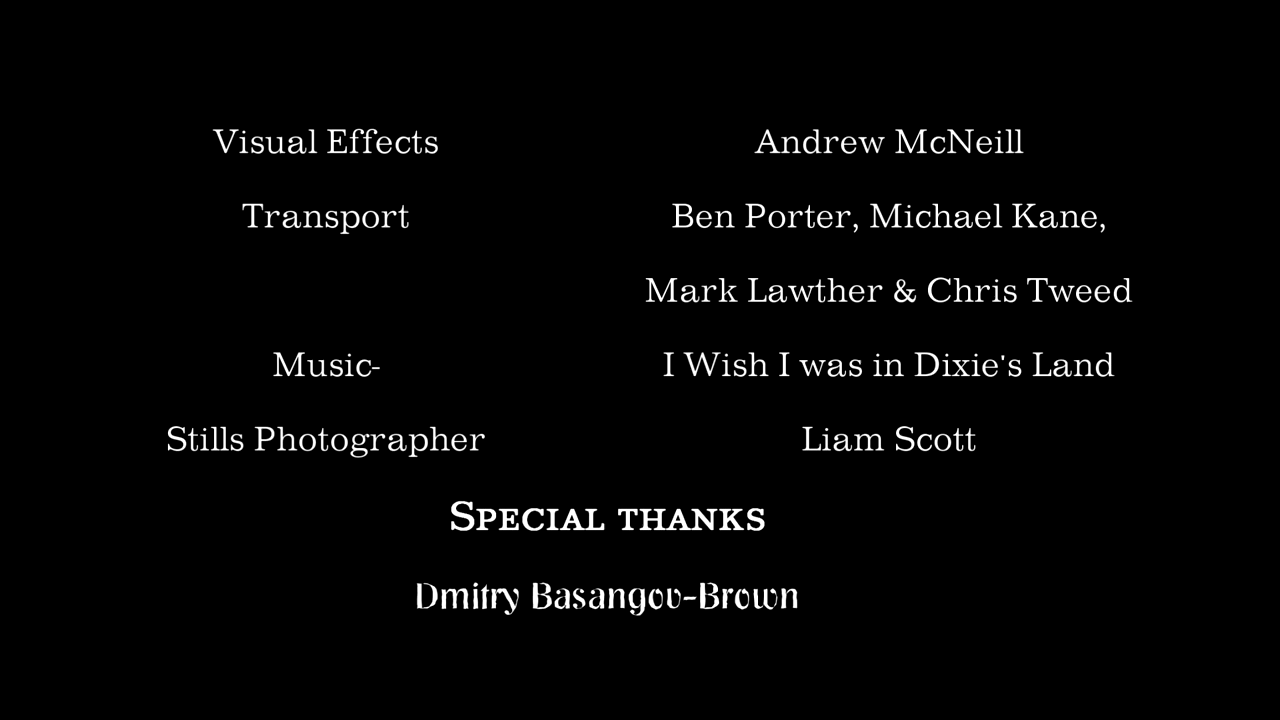 Visual Effects Andrew McNeill
Transport Ben Porter, Michael Kane,
Mark Lawther & Chris Tweed
Music- I Wish I was in Dixie's Land
Stills Photographer Liam Scott
Special thanks
Dmitry Basangov-Brown